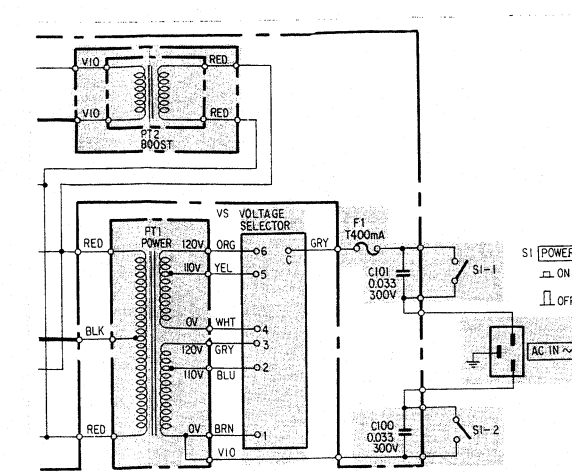 VIO RED
VIO RED
PT2
BOOST
VS VOLTAGE
SELECTOR
F1
T400mA
PT1
POWER
RED 120V ORG 6 C GRY
110V YEL 5
C101
0.033
300V
S1-1
S1 POWER
ON
OFF
0V WHT 4
BLK 120V GRY 3
110V BLU 2
AC IN ~
RED 0V BRN 1
VIO
C100
0.033
300V
S1-2